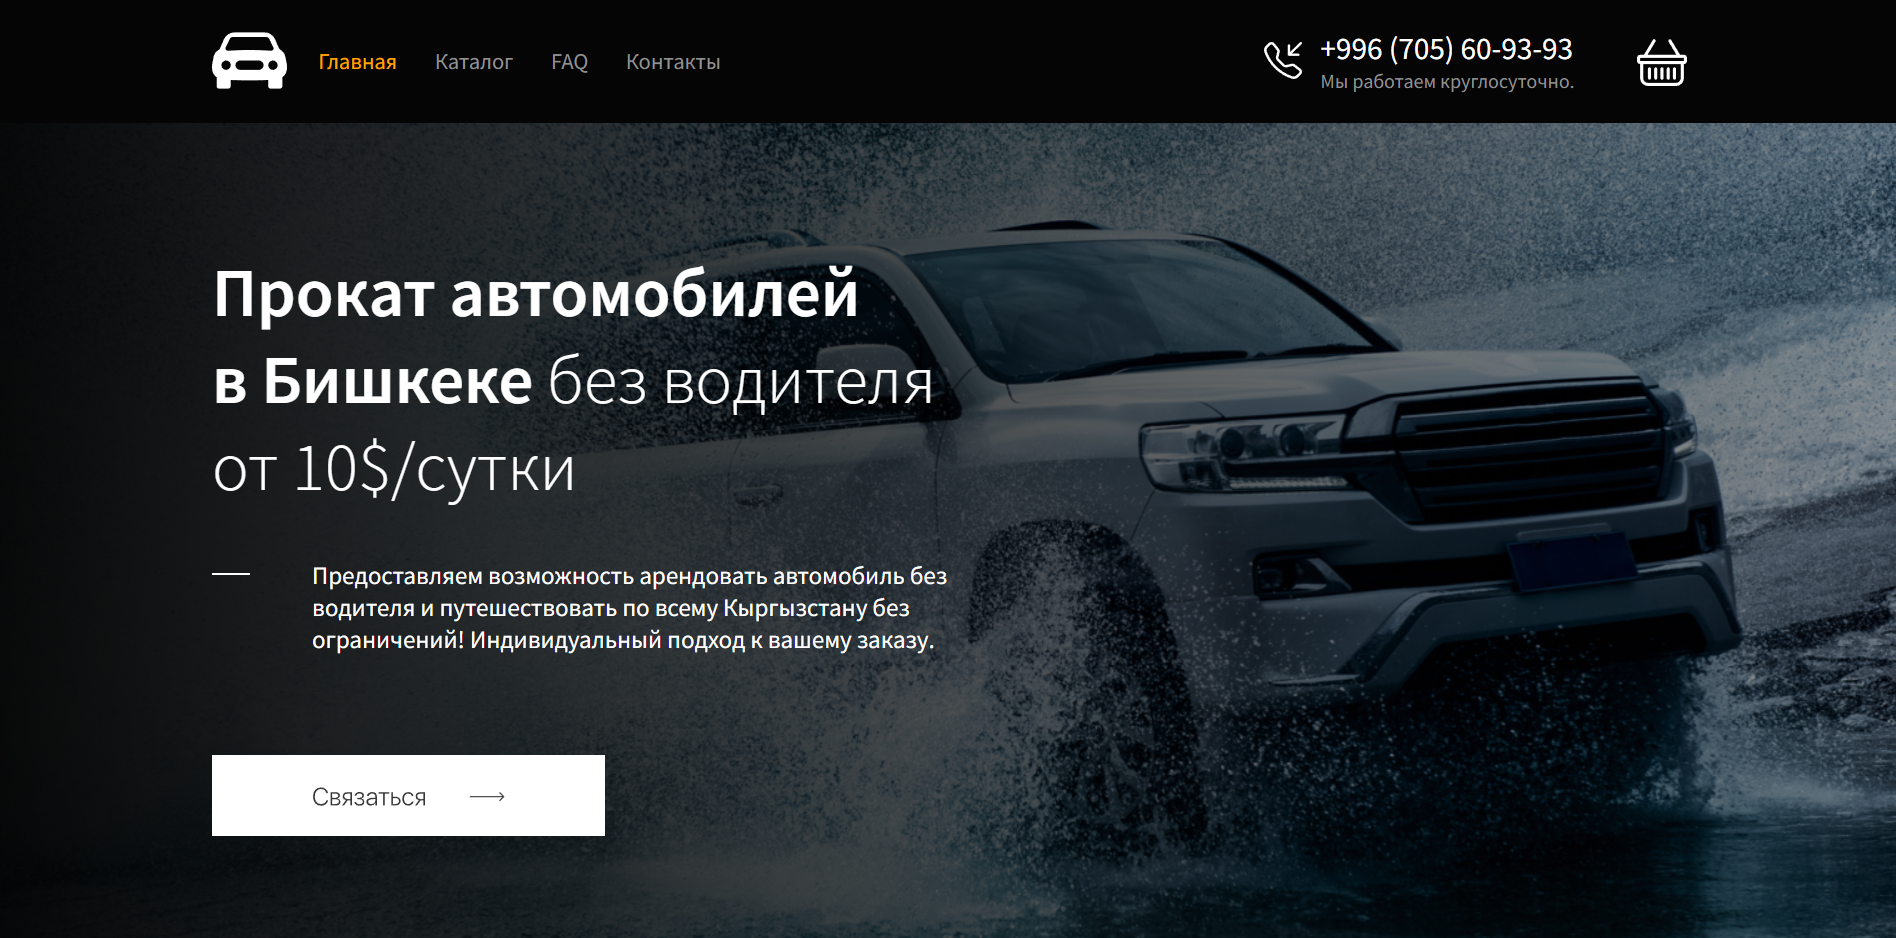 Главная Каталог FAQ Контакты
+996 (705) 60-93-93
Мы работаем круглосуточно.
Прокат автомобилей
в Бишкеке без водителя
от 10$/сутки
Предоставляем возможность арендовать автомобиль без
водителя и путешествовать по всему Кыргызстану без
ограничений! Индивидуальный подход к вашему заказу.
Связаться